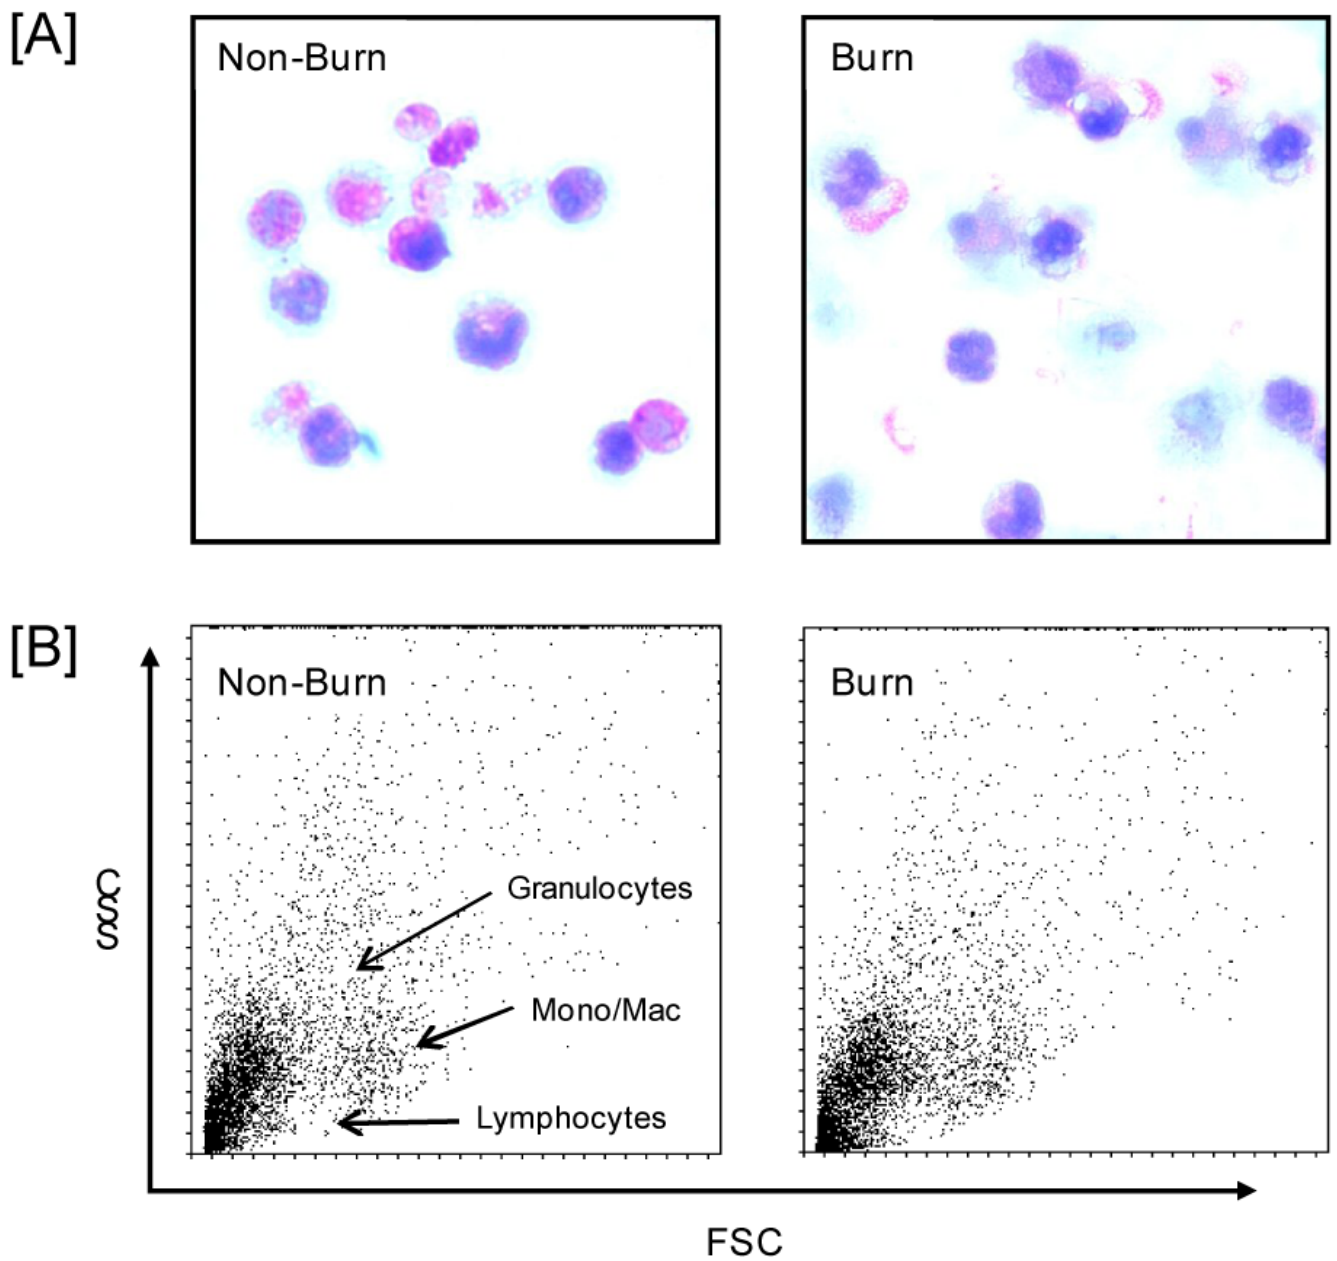 [A]
Non-Burn
Burn
[B]
Non-Burn
Burn
Granulocytes
Mono/Mac
Lymphocytes
SSC
FSC